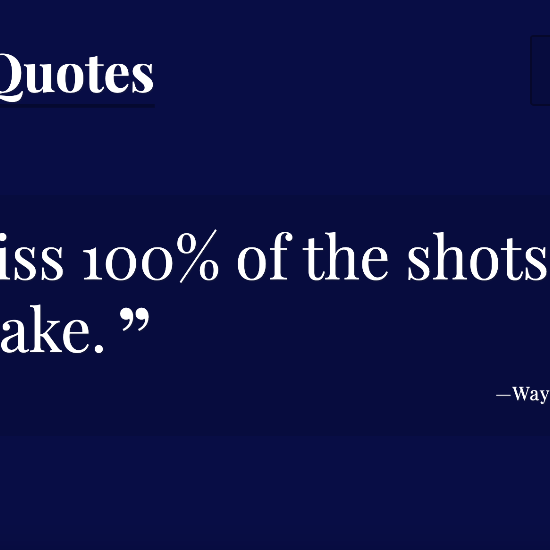 Quotes
iss 100% of the shots
ake. ”
—Way